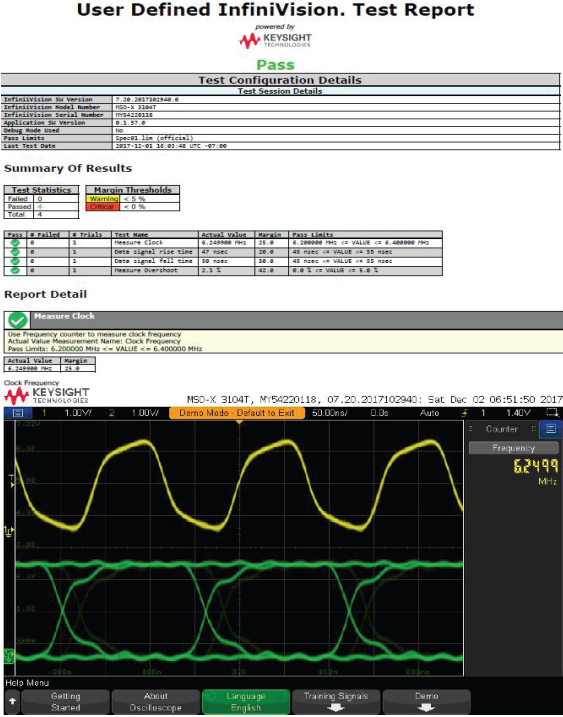 User Defined InfiniVision. Test Report
powered by
KEYSIGHT
TECHNOLOGIES
Pass
Test Configuration Details
Test Session Details
InfiniiVision SW Version 7.20.2017102940.0
InfiniiVision Model Number MSO-X 3104T
InfiniiVision Serial Number MY54220118
Application SW Version 0.1.57.0
Debug Mode Used No
Pass Limits Spec01.lim (official)
Last Test Date 2017-12-01 16:03:48 UTC -07:00
Summary Of Results
Test Statistics
Failed 0
Passed 4
Total 4
Margin Thresholds
Warning < 5 %
Critical < 0 %
Pass # Failed # Trials Test Name Actual Value Margin Pass Limits
0 1 Measure Clock 6.249900 MHz 25.0 6.200000 MHz <= VALUE <= 6.400000 MHz
0 1 Data signal rise time 47 nsec 20.0 45 nsec <= VALUE <= 55 nsec
0 1 Data signal fall time 50 nsec 50.0 45 nsec <= VALUE <= 55 nsec
0 1 Measure Overshoot 2.1 % 42.0 0.0 % <= VALUE <= 5.0 %
Report Detail
Measure Clock
Use Frequency counter to measure clock frequency
Actual Value Measurement Name: Clock Frequency
Pass Limits: 6.200000 MHz <= VALUE <= 6.400000 MHz
Actual Value Margin
6.249900 MHz 25.0
Clock Frequency
KEYSIGHT
TECHNOLOGIES
MSO-X 3104T, MY54220118, 07.20.2017102940: Sat Dec 02 06:51:50 2017
1 1.00V/ 2 1.00V/ Demo Mode - Default to Exit 50.00ns/ 0.0s Auto 1 1.40V
Counter
Frequency
6.2499
MHz
Help Menu
Getting
Started
About
Oscilloscope
Language
English
Training Signals
Demo